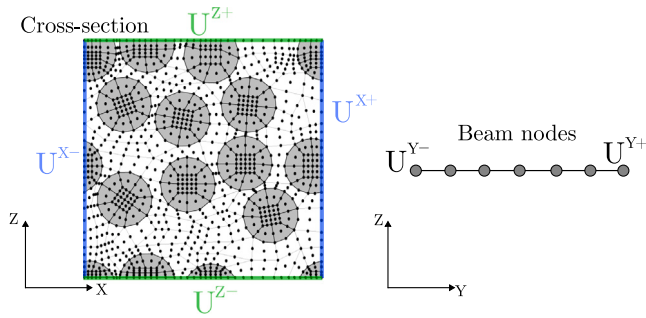 Cross-section
U^Z+
U^X+
U^X-
Beam nodes
U^Y-
U^Y+
Z
X
U^Z-
Z
Y